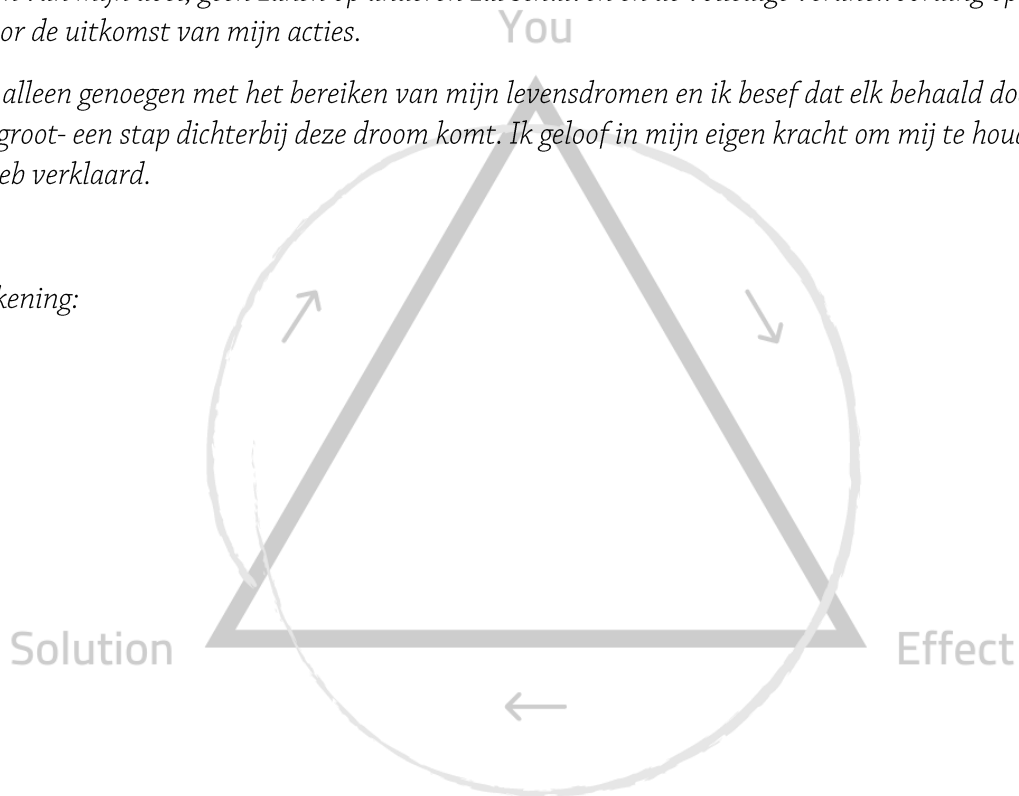 You
or de uitkomst van mijn acties.
alleen genoegen met het bereiken van mijn levensdromen en ik besef dat elk behaald
groot- een stap dichterbij deze droom komt. Ik geloof in mijn eigen kracht om mij te
eb verklaard.
kening:
Solution
Effect